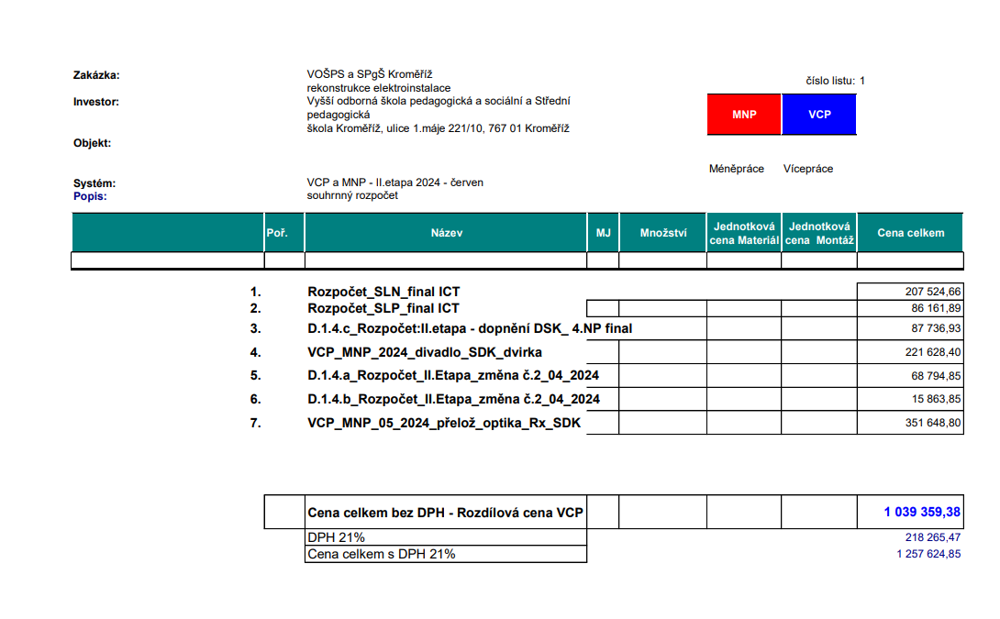 Zakázka: VOŠPS a SPgŠ Kroměříž
rekonstrukce elektroinstalace
číslo listu: 1
Investor: Vyšší odborná škola pedagogická a sociální a Střední
pedagogická
škola Kroměříž, ulice 1.máje 221/10, 767 01 Kroměříž
MNP VCP
Objekt:
Méněpráce Vícepráce
Systém: VCP a MNP - II.etapa 2024 - červen
Popis: souhrnný rozpočet
Poř. Název MJ Množství Jednotková cena Materiál Jednotková cena Montáž Cena celkem
1. Rozpočet_SLN_final ICT 207 524,66
2. Rozpočet_SLP_final ICT 86 161,89
3. D.1.4.c_Rozpočet:II.etapa - dopnění DSK_ 4.NP final 87 736,93
4. VCP_MNP_2024_divadlo_SDK_dvirka 221 628,40
5. D.1.4.a_Rozpočet_II.Etapa_změna č.2_04_2024 68 794,85
6. D.1.4.b_Rozpočet_II.Etapa_změna č.2_04_2024 15 863,85
7. VCP_MNP_05_2024_přelož_optika_Rx_SDK 351 648,80
Cena celkem bez DPH - Rozdílová cena VCP 1 039 359,38
DPH 21% 218 265,47
Cena celkem s DPH 21% 1 257 624,85